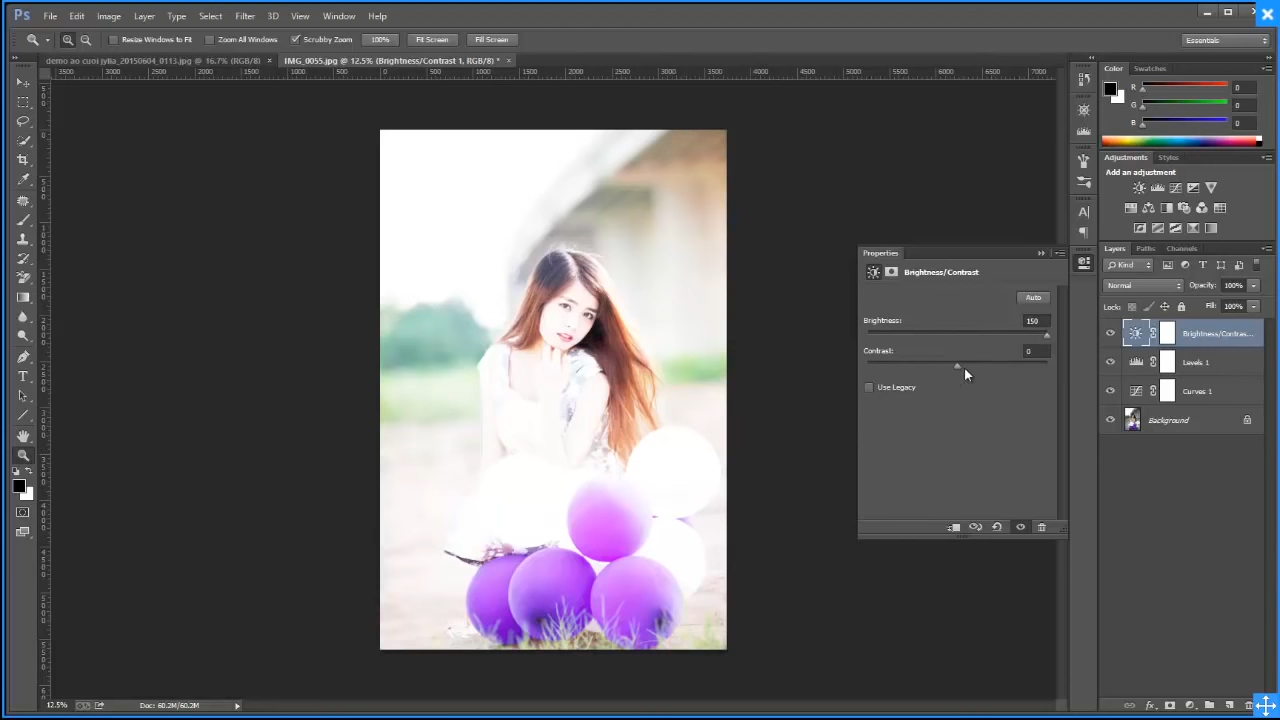 Ps File Edit Image Layer Type Select Filter 3D View Window Help
Resize Windows to Fit Zoom All Windows Scrubby Zoom 100% Fit Screen Fill Screen Essentials
demo ao cuoi jylia_20150604_0113.jpg @ 16.7% (RGB/8) × IMG_0055.jpg @ 12.5% (Brightness/Contrast 1, RGB/8) * ×
3500 3000 2500 2000 1500 1000 500 0 500 1000 1500 2000 2500 3000 3500 4000 4500 5000 5500 6000 6500 7000
Color Swatches
R 0
G 0
B 0
Adjustments Styles
Add an adjustment
Layers Paths Channels
Kind
Normal Opacity: 100%
Lock: Fill: 100%
Brightness/Contras...
Levels 1
Curves 1
Background
Properties
Brightness/Contrast
Auto
Brightness: 150
Contrast: 0
Use Legacy
12.5% Doc: 60.2M/60.2M